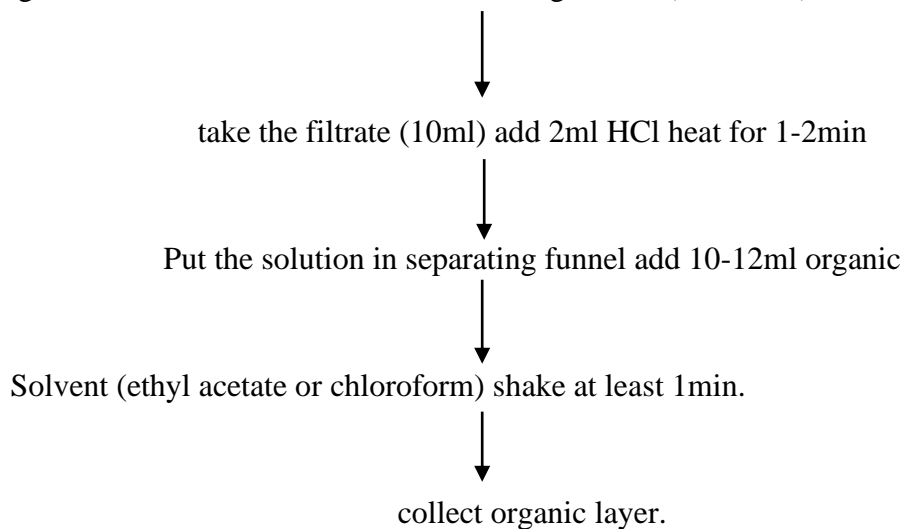 take the filtrate (10ml) add 2ml HCl heat for 1-2min
Put the solution in separating funnel add 10-12ml organic
Solvent (ethyl acetate or chloroform) shake at least 1min.
collect organic layer.